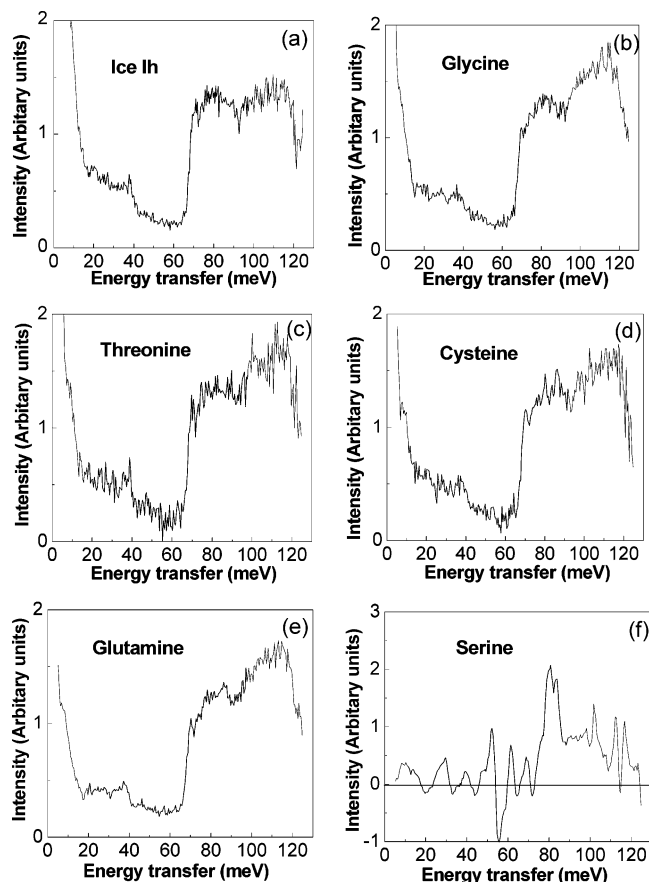 (a)
Ice Ih
Intensity (Arbitary units)
2
1
0
0 20 40 60 80 100 120
Energy transfer (meV)
(b)
Glycine
Intensity (Arbitary units)
2
1
0
0 20 40 60 80 100 120
Energy transfer (meV)
(c)
Threonine
Intensity (Arbitary units)
2
1
0
0 20 40 60 80 100 120
Energy transfer (meV)
(d)
Cysteine
Intensity (Arbitary units)
2
1
0
0 20 40 60 80 100 120
Energy transfer (meV)
(e)
Glutamine
Intensity (Arbitary units)
2
1
0
0 20 40 60 80 100 120
Energy transfer (meV)
(f)
Serine
Intensity (Arbitary units)
3
2
1
0
-1
0 20 40 60 80 100 120
Energy transfer (meV)